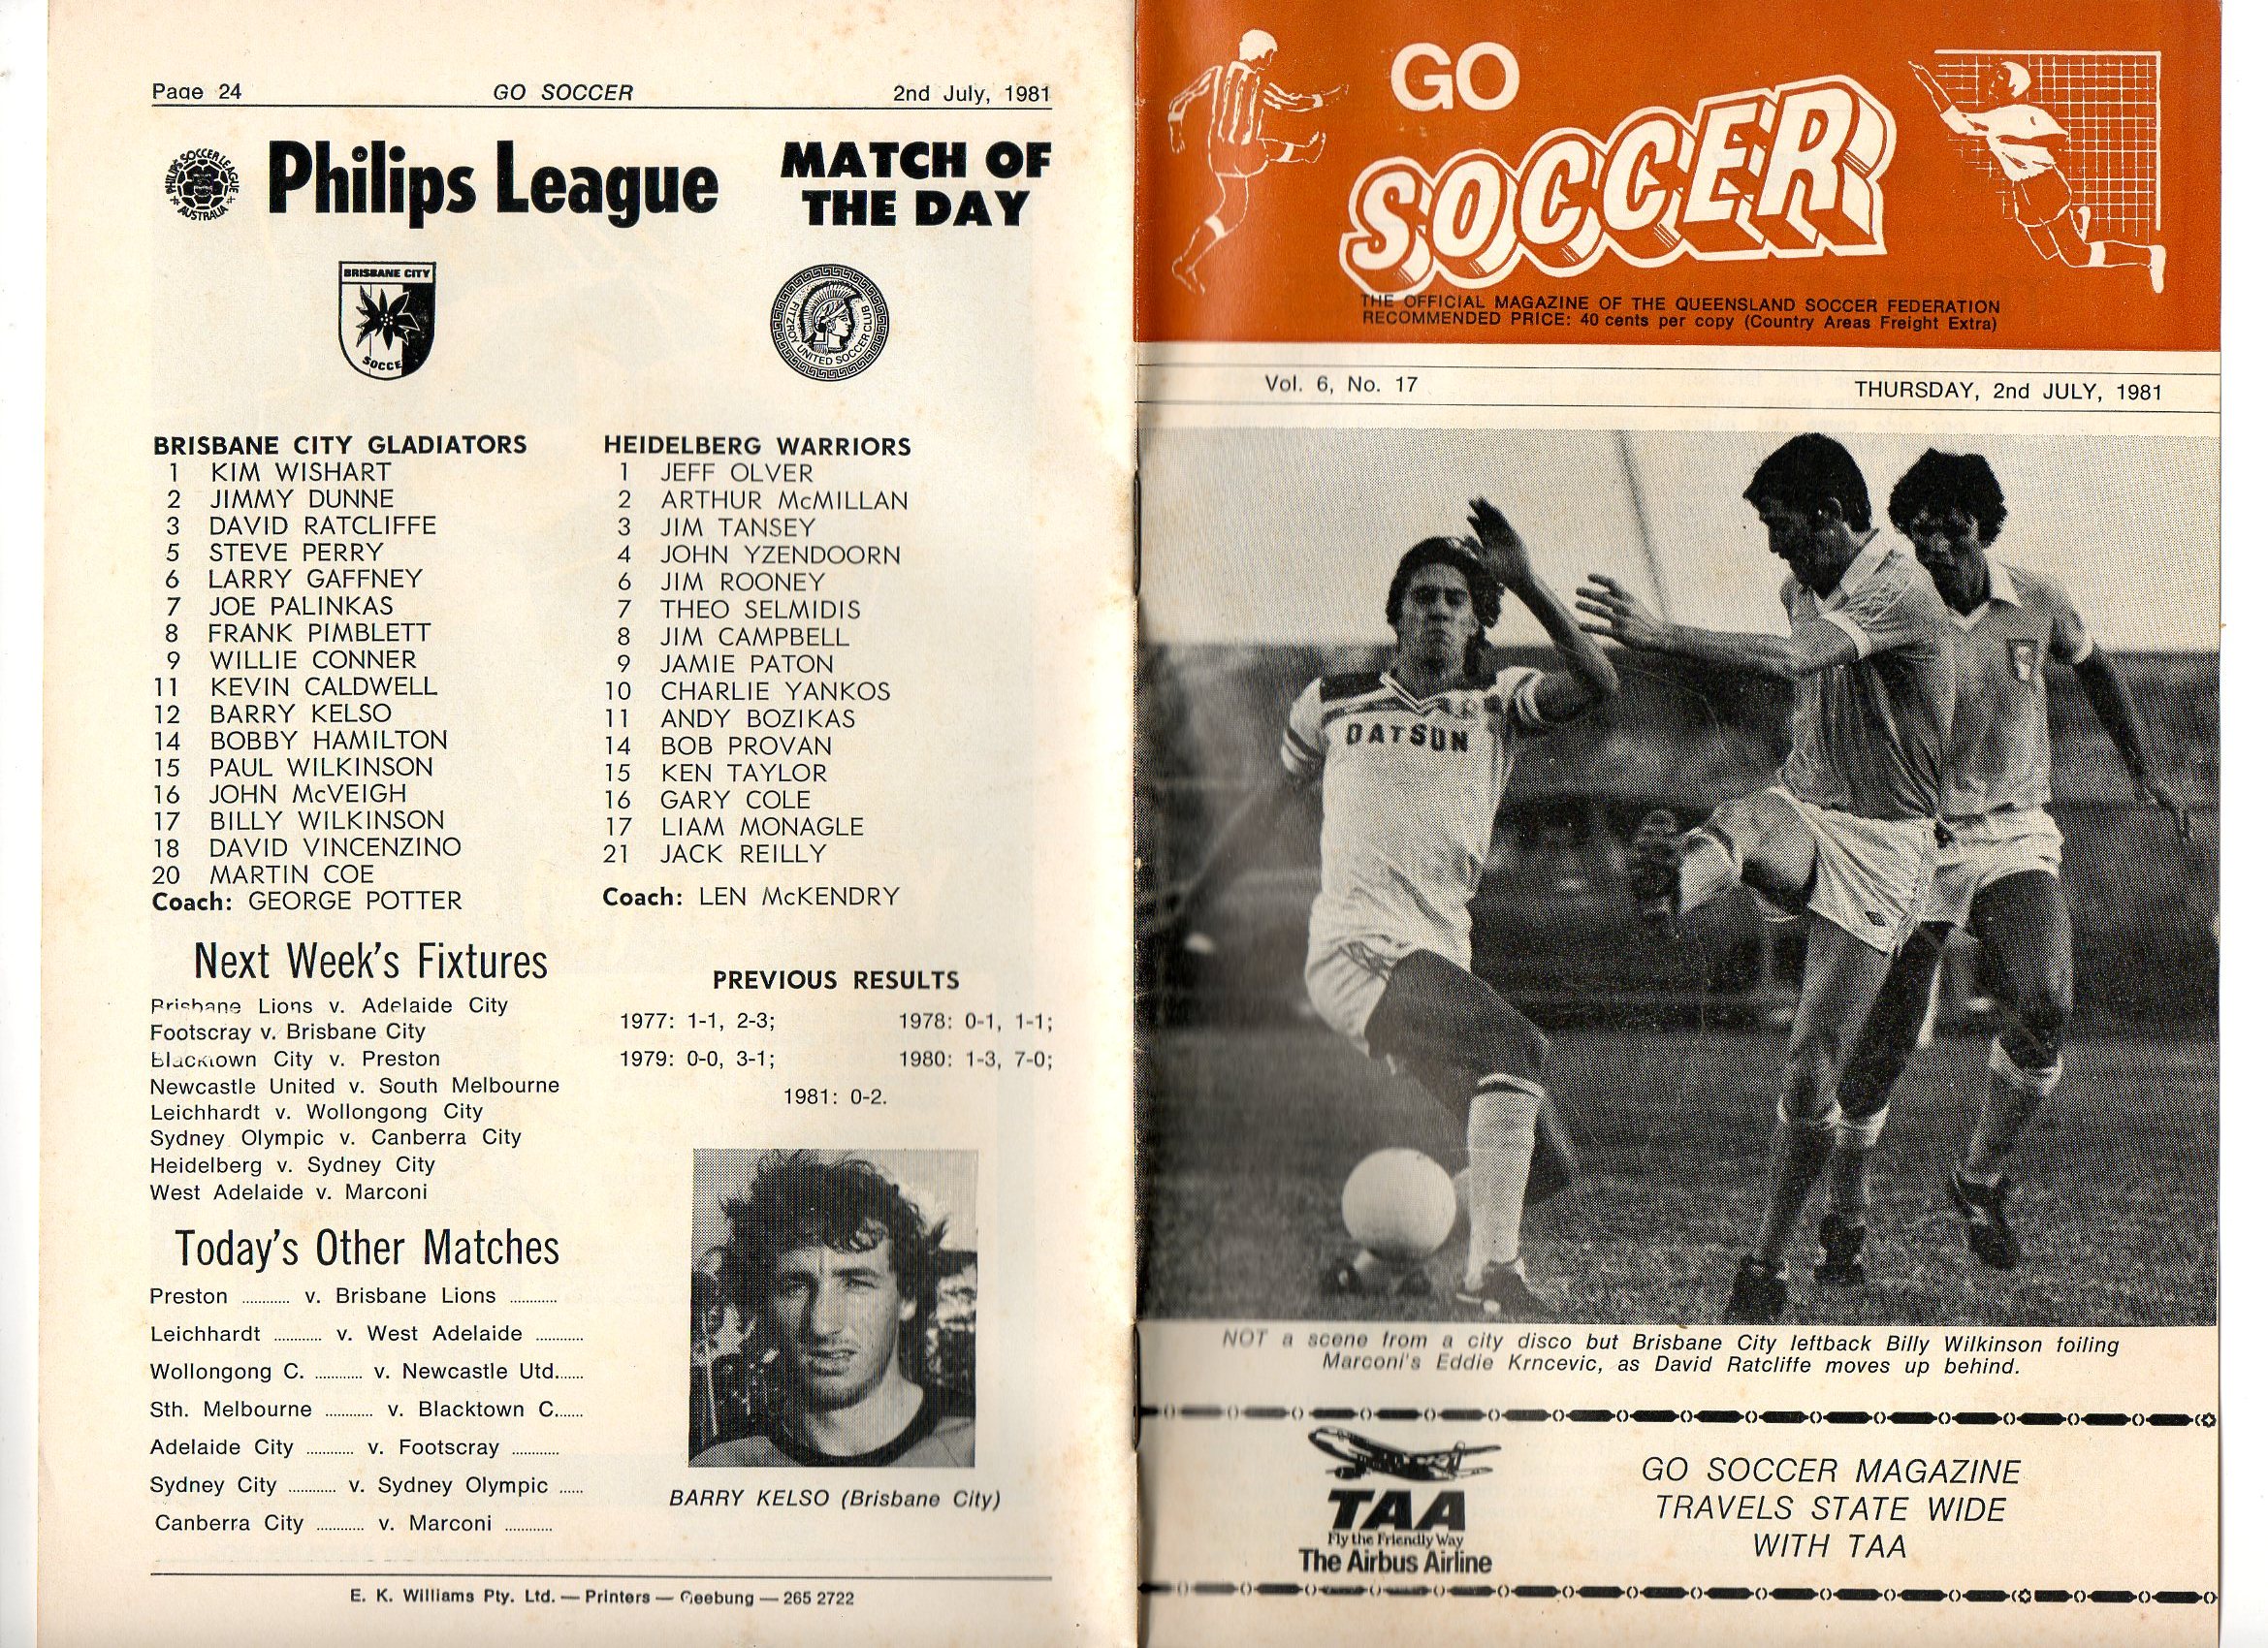 Page 24 GO SOCCER 2nd July, 1981
PHILIPS SOCCER LEAGUE
AUSTRALIA
Philips League
MATCH OF
THE DAY
BRISBANE CITY
SOCCE
FITZROY UNITED SOCCER CLUB
BRISBANE CITY GLADIATORS
1 KIM WISHART
2 JIMMY DUNNE
3 DAVID RATCLIFFE
5 STEVE PERRY
6 LARRY GAFFNEY
7 JOE PALINKAS
8 FRANK PIMBLETT
9 WILLIE CONNER
11 KEVIN CALDWELL
12 BARRY KELSO
14 BOBBY HAMILTON
15 PAUL WILKINSON
16 JOHN McVEIGH
17 BILLY WILKINSON
18 DAVID VINCENZINO
20 MARTIN COE
Coach: GEORGE POTTER
HEIDELBERG WARRIORS
1 JEFF OLVER
2 ARTHUR McMILLAN
3 JIM TANSEY
4 JOHN YZENDOORN
6 JIM ROONEY
7 THEO SELMIDIS
8 JIM CAMPBELL
9 JAMIE PATON
10 CHARLIE YANKOS
11 ANDY BOZIKAS
14 BOB PROVAN
15 KEN TAYLOR
16 GARY COLE
17 LIAM MONAGLE
21 JACK REILLY
Coach: LEN McKENDRY
Next Week's Fixtures
Brisbane Lions v. Adelaide City
Footscray v. Brisbane City
Blacktown City v. Preston
Newcastle United v. South Melbourne
Leichhardt v. Wollongong City
Sydney Olympic v. Canberra City
Heidelberg v. Sydney City
West Adelaide v. Marconi
Today's Other Matches
Preston ............ v. Brisbane Lions ............
Leichhardt ............ v. West Adelaide ............
Wollongong C. ............ v. Newcastle Utd......
Sth. Melbourne ............ v. Blacktown C......
Adelaide City ............ v. Footscray ............
Sydney City ............ v. Sydney Olympic ......
Canberra City ............ v. Marconi ............
PREVIOUS RESULTS
1977: 1-1, 2-3; 1978: 0-1, 1-1;
1979: 0-0, 3-1; 1980: 1-3, 7-0;
1981: 0-2.
BARRY KELSO (Brisbane City)
E. K. Williams Pty. Ltd. — Printers — Geebung — 265 2722
GO
SOCCER
THE OFFICIAL MAGAZINE OF THE QUEENSLAND SOCCER FEDERATION
RECOMMENDED PRICE: 40 cents per copy (Country Areas Freight Extra)
Vol. 6, No. 17 THURSDAY, 2nd JULY, 1981
DATSUN
NOT a scene from a city disco but Brisbane City leftback Billy Wilkinson foiling
Marconi's Eddie Krncevic, as David Ratcliffe moves up behind.
TAA
Fly the Friendly Way
The Airbus Airline
GO SOCCER MAGAZINE
TRAVELS STATE WIDE
WITH TAA